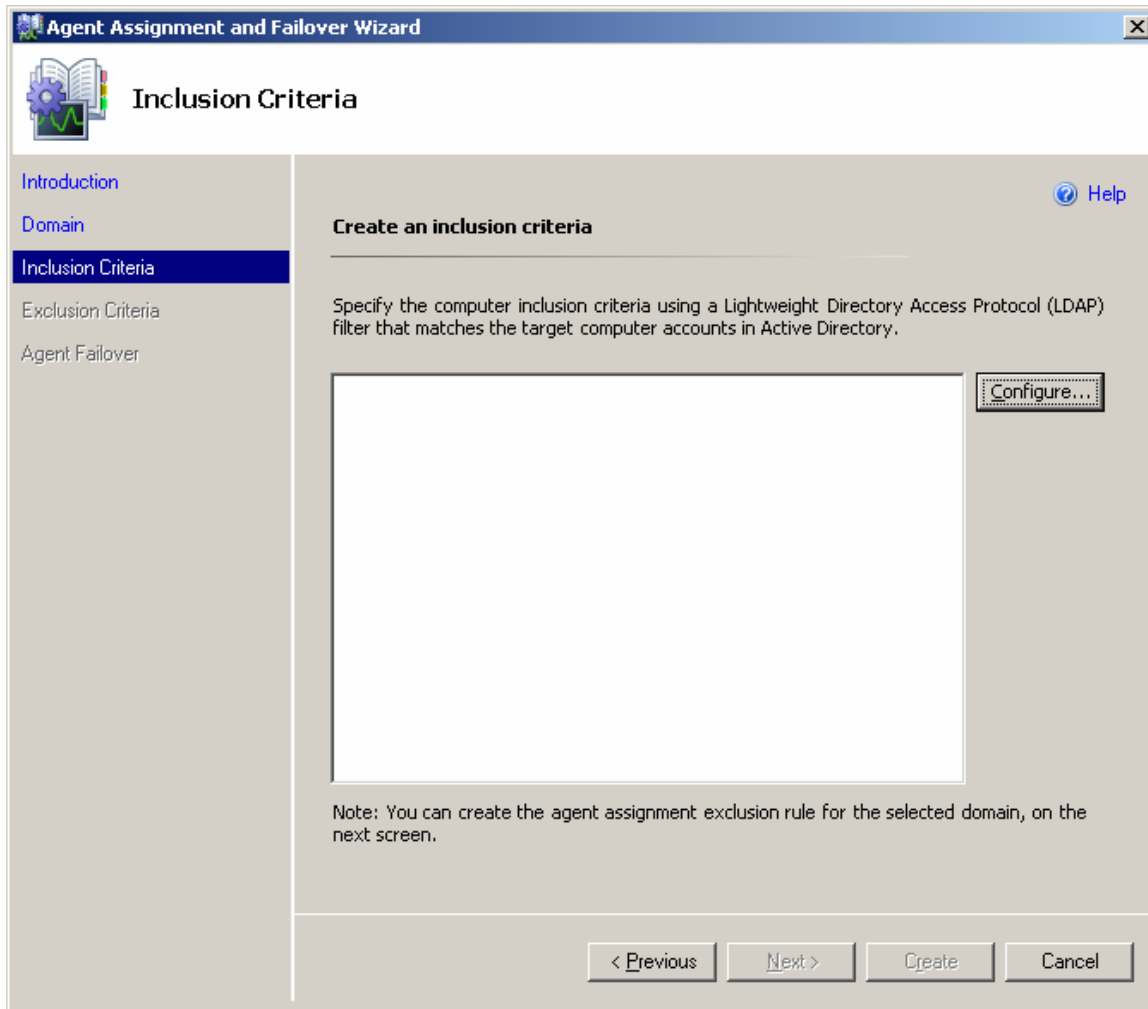 Agent Assignment and Failover Wizard
Inclusion Criteria
Introduction
Domain
Inclusion Criteria
Exclusion Criteria
Agent Failover
Help
Create an inclusion criteria
Specify the computer inclusion criteria using a Lightweight Directory Access Protocol (LDAP)
filter that matches the target computer accounts in Active Directory.
Configure...
Note: You can create the agent assignment exclusion rule for the selected domain, on the
next screen.
< Previous
Next >
Create
Cancel